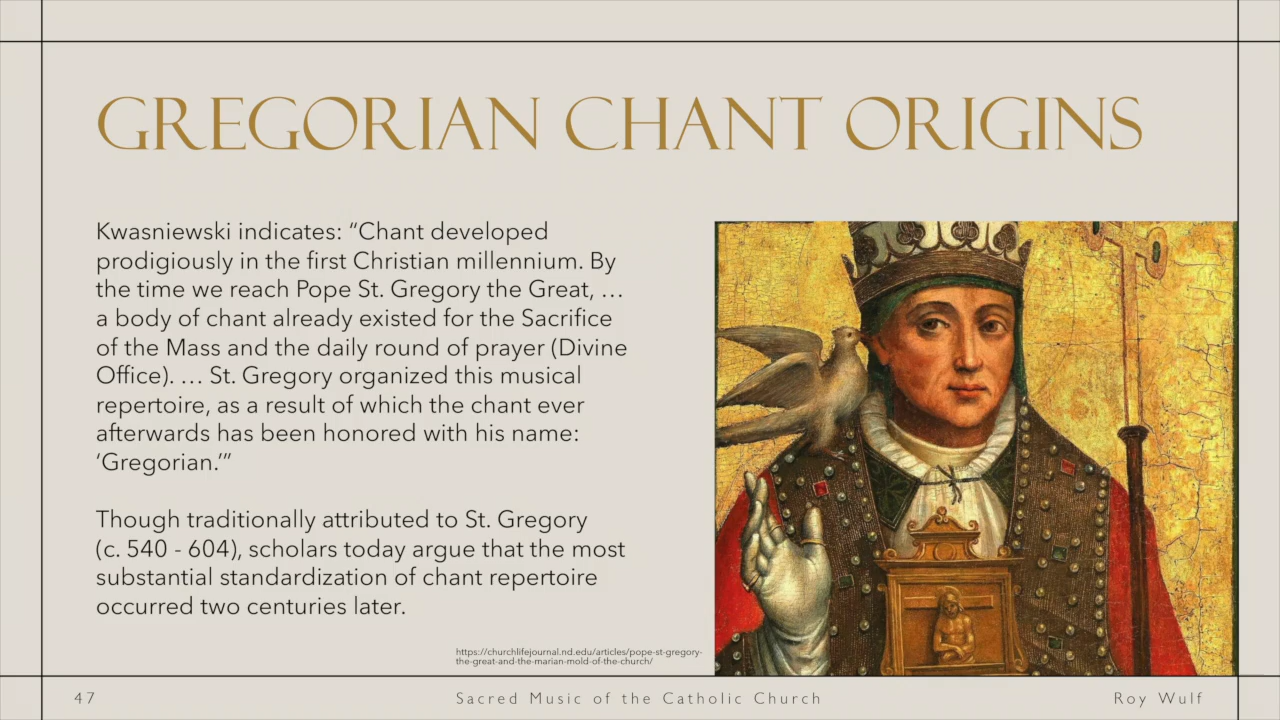 GREGORIAN CHANT ORIGINS
Kwasniewski indicates: “Chant developed
prodigiously in the first Christian millennium. By
the time we reach Pope St. Gregory the Great, …
a body of chant already existed for the Sacrifice
of the Mass and the daily round of prayer (Divine
Office). … St. Gregory organized this musical
repertoire, as a result of which the chant ever
afterwards has been honored with his name:
‘Gregorian.’”
Though traditionally attributed to St. Gregory
(c. 540 - 604), scholars today argue that the most
substantial standardization of chant repertoire
occurred two centuries later.
https://churchlifejournal.nd.edu/articles/pope-st-gregory-
the-great-and-the-marian-mold-of-the-church/
47
Sacred Music of the Catholic Church
Roy Wulf